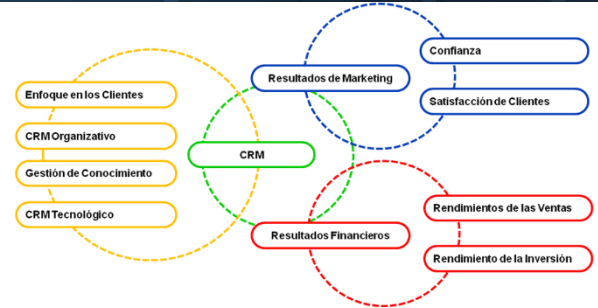 Enfoque en los Clientes
CRM Organizativo
Gestión de Conocimiento
CRM Tecnológico
CRM
Resultados de Marketing
Confianza
Satisfacción de Clientes
Resultados Financieros
Rendimientos de las Ventas
Rendimiento de la Inversión